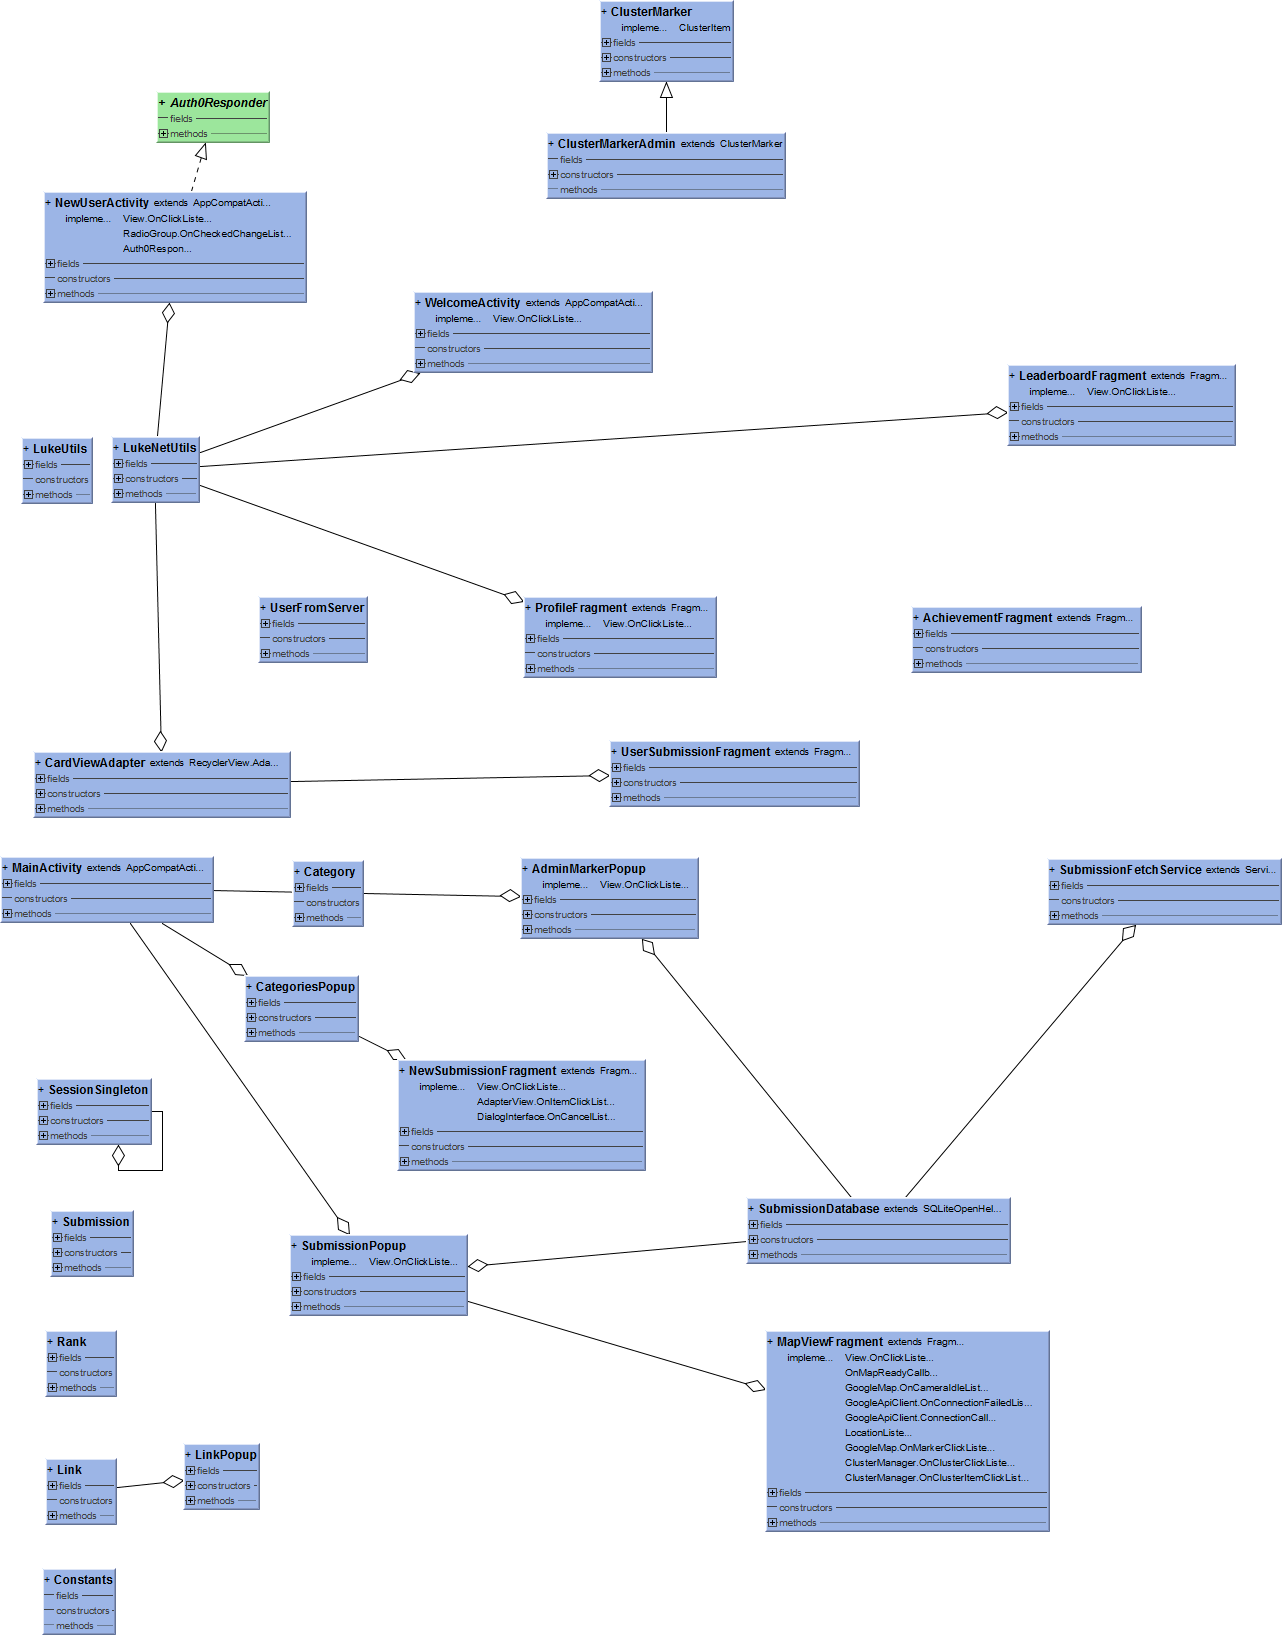 + ClusterMarker
impleme... ClusterItem
fields
constructors
methods
+ Auth0Responder
fields
methods
+ ClusterMarkerAdmin extends ClusterMarker
fields
constructors
methods
+ NewUserActivity extends AppCompatActi...
impleme... View.OnClickListe...
RadioGroup.OnCheckedChangeList...
Auth0Respon...
fields
constructors
methods
+ WelcomeActivity extends AppCompatActi...
impleme... View.OnClickListe...
fields
constructors
methods
+ LeaderboardFragment extends Fragm...
impleme... View.OnClickListe...
fields
constructors
methods
+ LukeUtils
fields
constructors
methods
+ LukeNetUtils
fields
constructors
methods
+ UserFromServer
fields
constructors
methods
+ ProfileFragment extends Fragm...
impleme... View.OnClickListe...
fields
constructors
methods
+ AchievementFragment extends Fragm...
fields
constructors
methods
+ CardViewAdapter extends RecyclerView.Ada...
fields
constructors
methods
+ UserSubmissionFragment extends Fragm...
fields
constructors
methods
+ MainActivity extends AppCompatActi...
fields
constructors
methods
+ Category
fields
constructors
methods
+ AdminMarkerPopup
impleme... View.OnClickListe...
fields
constructors
methods
+ SubmissionFetchService extends Servi...
fields
constructors
methods
+ CategoriesPopup
fields
constructors
methods
+ NewSubmissionFragment extends Fragm...
impleme... View.OnClickListe...
AdapterView.OnItemClickList...
DialogInterface.OnCancelList...
fields
constructors
methods
+ SessionSingleton
fields
constructors
methods
+ Submission
fields
constructors
methods
+ SubmissionPopup
impleme... View.OnClickListe...
fields
constructors
methods
+ SubmissionDatabase extends SQLiteOpenHel...
fields
constructors
methods
+ Rank
fields
constructors
methods
+ MapViewFragment extends Fragm...
impleme... View.OnClickListe...
OnMapReadyCallb...
GoogleMap.OnCameraIdleList...
GoogleApiClient.OnConnectionFailedLis...
GoogleApiClient.ConnectionCall...
LocationListe...
GoogleMap.OnMarkerClickListe...
ClusterManager.OnClusterClickListe...
ClusterManager.OnClusterItemClickList...
fields
constructors
methods
+ Link
fields
constructors
methods
+ LinkPopup
fields
constructors
methods
+ Constants
fields
constructors
methods